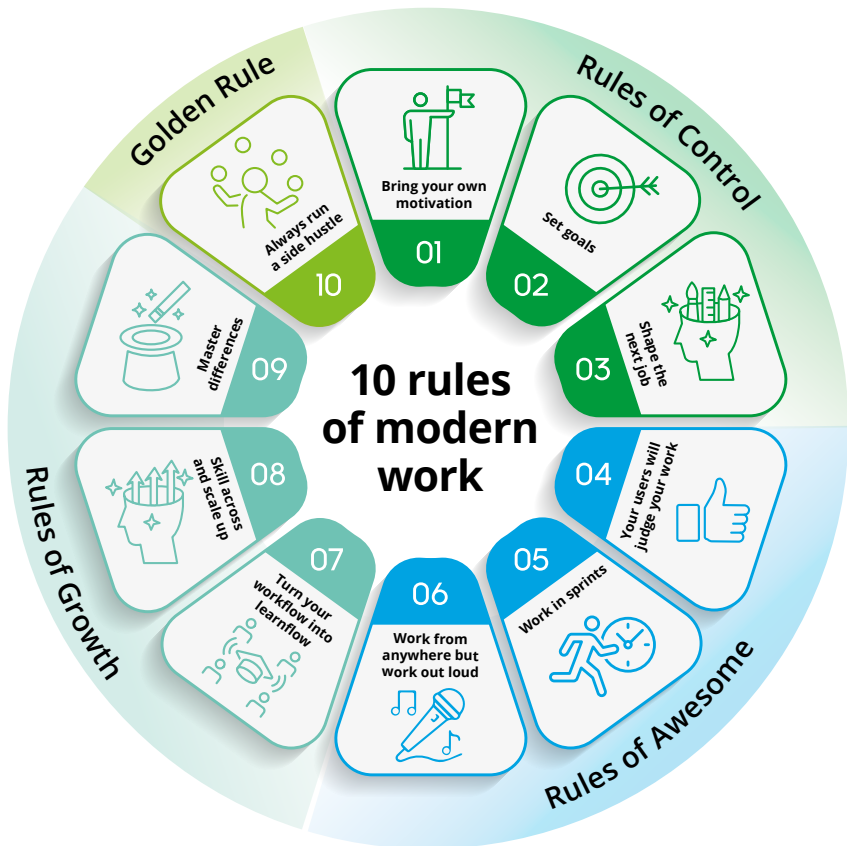 10 rules
of modern
work
Rules of Control
Bring your own
motivation
01
Set goals
02
Shape the
next job
03
Rules of Awesome
04
Your users will
judge your work
05
Work in sprints
06
Work from
anywhere but
work out loud
Rules of Growth
07
Turn your
workflow into
learnflow
08
Skill across
and scale up
09
Master
differences
Golden Rule
Always run
a side hustle
10